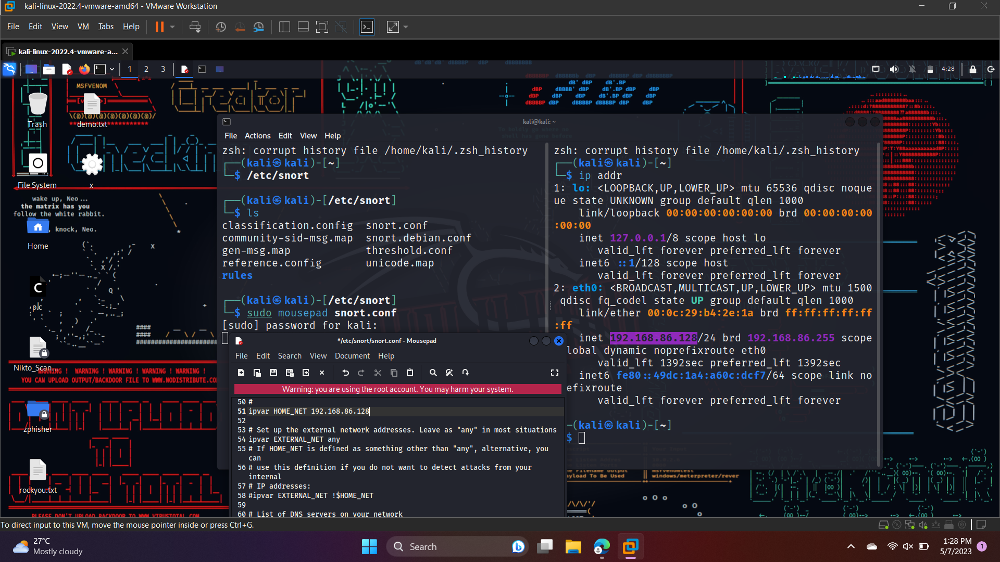 kali-linux-2022.4-vmware-amd64 - VMware Workstation
File Edit View VM Tabs Help
kali-linux-2022.4-vmware-a...
1 2 3
4:28
MSFVENOM
Trash
demo.txt
File System
x
wake up, Neo...
the matrix has you
follow the white rabbit.
knock, Neo.
Home
p.c
Nikto_Scan...
WARNING ! WARNING ! WARNING ! WARNING ! WARNING !
YOU CAN UPLOAD OUTPUT/BACKDOOR FILE TO WWW.NODISTRIBUTE.CO
zphisher
rockyou.txt
PLEASE DON'T UPLOAD BACKDOOR TO WWW.VIRUSTOTAL.COM
kali@kali: ~
File Actions Edit View Help
zsh: corrupt history file /home/kali/.zsh_history
┌──(kali㉿kali)-[~]
└─$ /etc/snort
┌──(kali㉿kali)-[/etc/snort]
└─$ ls
classification.config snort.conf
community-sid-msg.map snort.debian.conf
gen-msg.map threshold.conf
reference.config unicode.map
rules
┌──(kali㉿kali)-[/etc/snort]
└─$ sudo mousepad snort.conf
[sudo] password for kali:
zsh: corrupt history file /home/kali/.zsh_history
┌──(kali㉿kali)-[~]
└─$ ip addr
1: lo: <LOOPBACK,UP,LOWER_UP> mtu 65536 qdisc noque
ue state UNKNOWN group default qlen 1000
link/loopback 00:00:00:00:00:00 brd 00:00:00:00
:00:00
inet 127.0.0.1/8 scope host lo
valid_lft forever preferred_lft forever
inet6 ::1/128 scope host
valid_lft forever preferred_lft forever
2: eth0: <BROADCAST,MULTICAST,UP,LOWER_UP> mtu 1500
qdisc fq_codel state UP group default qlen 1000
link/ether 00:0c:29:b4:2e:1a brd ff:ff:ff:ff:ff
:ff
inet 192.168.86.128/24 brd 192.168.86.255 scope
lobal dynamic noprefixroute eth0
valid_lft 1392sec preferred_lft 1392sec
inet6 fe80::49dc:1a4:a60c:dcf7/64 scope link no
efixroute
valid_lft forever preferred_lft forever
─(kali㉿kali)-[~]
$
*/etc/snort/snort.conf - Mousepad
File Edit Search View Document Help
Warning: you are using the root account. You may harm your system.
50 #
51 ipvar HOME_NET 192.168.86.128
52
53 # Set up the external network addresses. Leave as "any" in most situations
54 ipvar EXTERNAL_NET any
55 # If HOME_NET is defined as something other than "any", alternative, you
can
56 # use this definition if you do not want to detect attacks from your
internal
57 # IP addresses:
58 #ipvar EXTERNAL_NET !$HOME_NET
59
60 # List of DNS servers on your network
msfvenomtest
yload To Be Used windows/meterpreter/rever
To direct input to this VM, move the mouse pointer inside or press Ctrl+G.
27°C
Mostly cloudy
Search
1:28 PM
5/7/2023
1